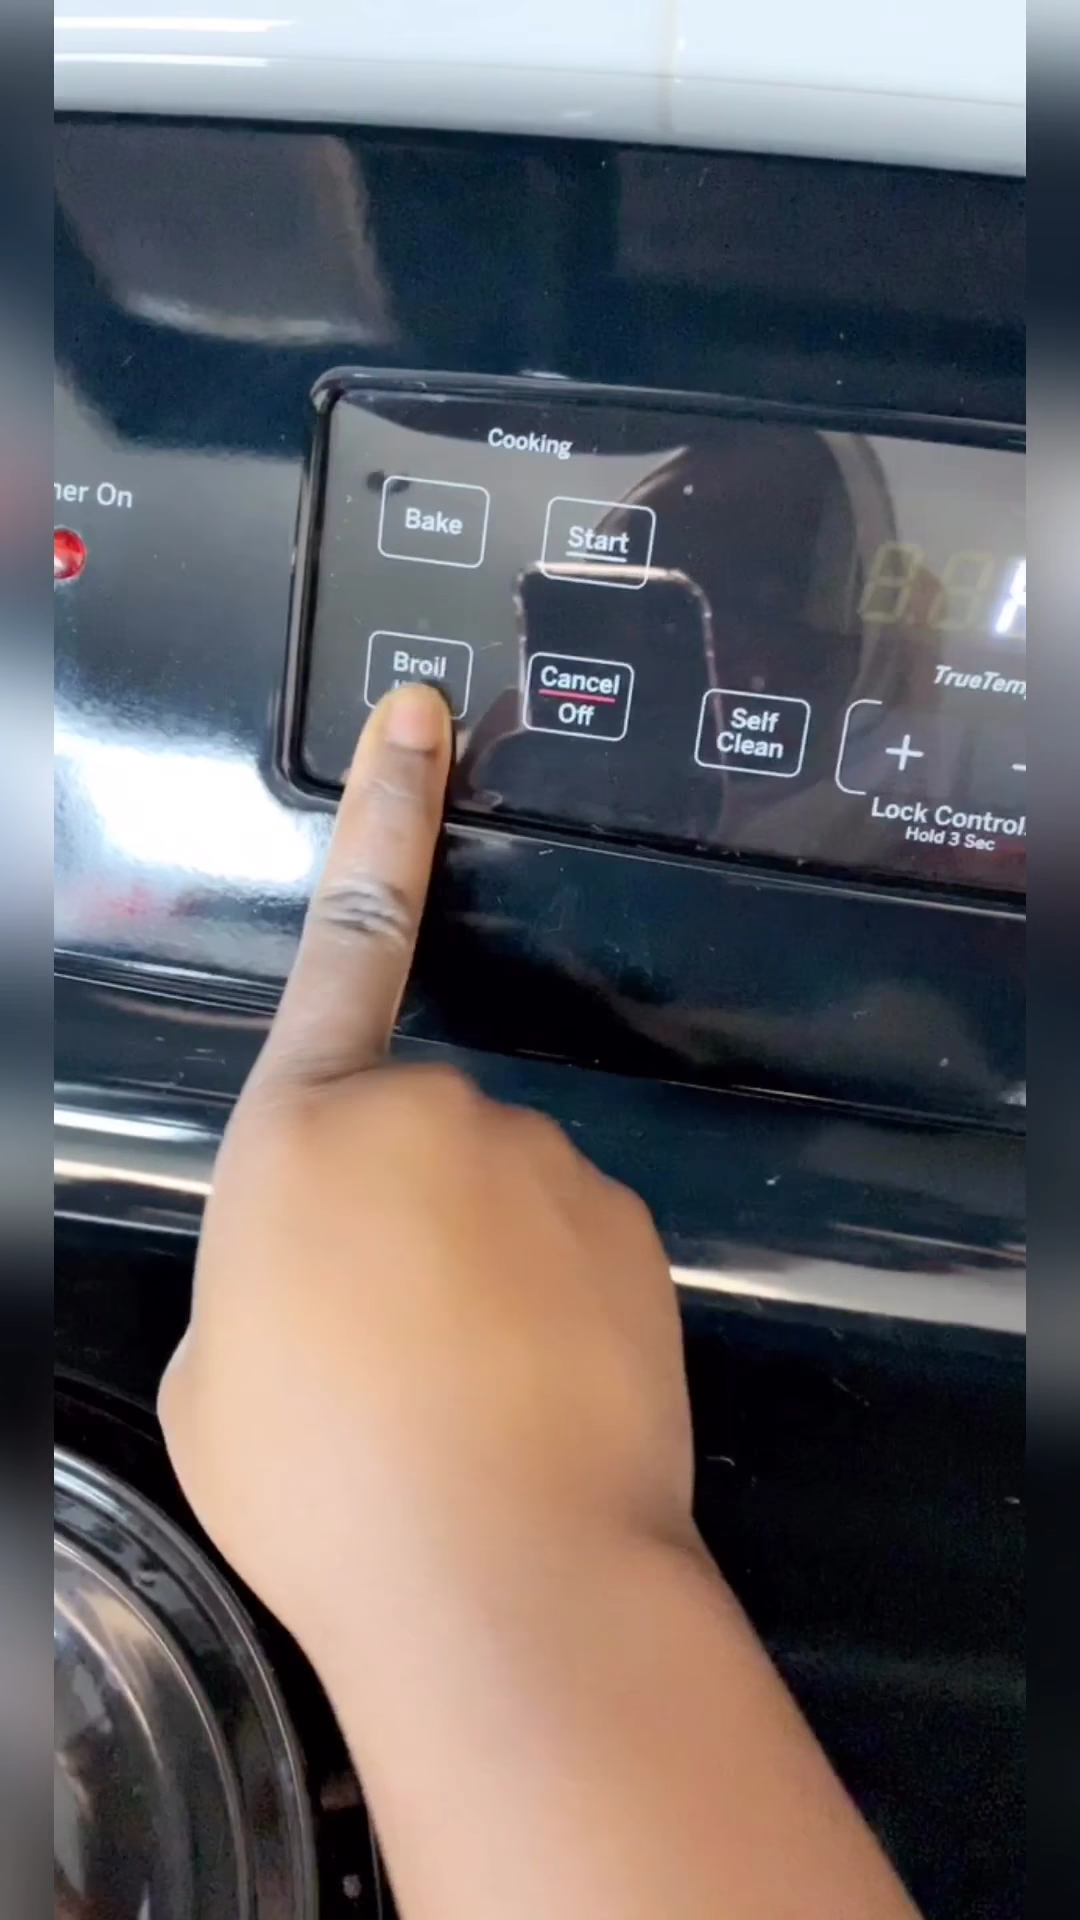 Cooking
ner On
Bake
Start
Broil
Cancel
Off
Self
Clean
TrueTem
+
-
Lock Control
Hold 3 Sec